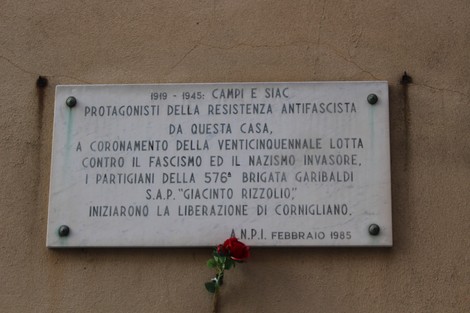 1919 - 1945: CAMPI E SIAC
PROTAGONISTI DELLA RESISTENZA ANTIFASCISTA
DA QUESTA CASA,
A CORONAMENTO DELLA VENTICINQUENNALE LOTTA
CONTRO IL FASCISMO ED IL NAZISMO INVASORE,
I PARTIGIANI DELLA 576ª BRIGATA GARIBALDI
S.A.P. "GIACINTO RIZZOLIO",
INIZIARONO LA LIBERAZIONE DI CORNIGLIANO.
A.N.P.I. FEBBRAIO 1985